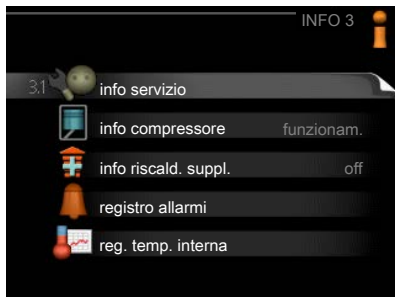 INFO 3
3.1 info servizio
info compressore funzionam.
info riscald. suppl. off
registro allarmi
reg. temp. interna